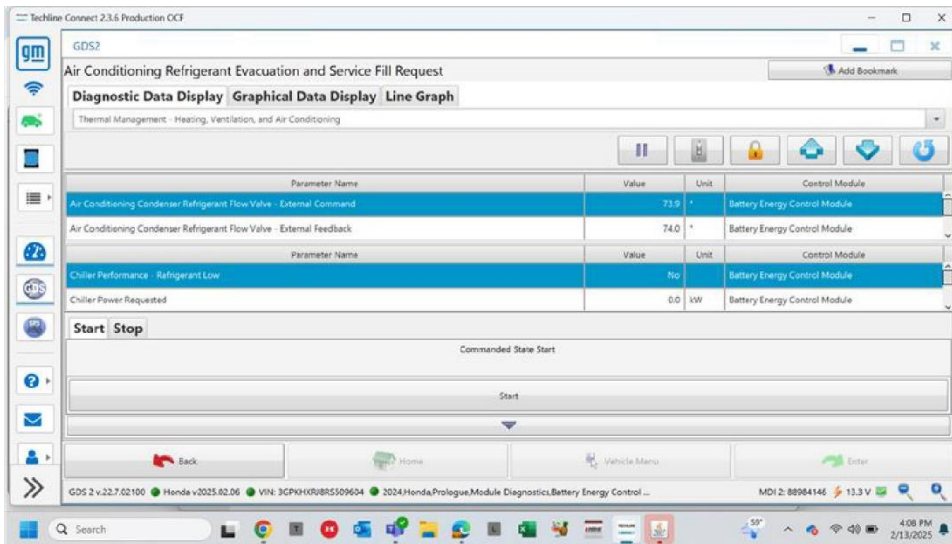 Techline Connect 2.3.6 Production OCF
gm
GDS2
Air Conditioning Refrigerant Evacuation and Service Fill Request
Add Bookmark
Diagnostic Data Display Graphical Data Display Line Graph
Thermal Management - Heating, Ventilation, and Air Conditioning
Parameter Name Value Unit Control Module
Air Conditioning Condenser Refrigerant Flow Valve - External Command 73.9 ° Battery Energy Control Module
Air Conditioning Condenser Refrigerant Flow Valve - External Feedback 74.0 ° Battery Energy Control Module
Parameter Name Value Unit Control Module
Chiller Performance - Refrigerant Low No Battery Energy Control Module
Chiller Power Requested 0.0 kW Battery Energy Control Module
Start Stop
Commanded State Start
Start
Back Home Vehicle Menu Enter
GDS 2 v.22.7.02100 Honda v2025.02.06 VIN: 3GPKHXRJ8RS509604 2024,Honda,Prologue,Module Diagnostics,Battery Energy Control ... MDI 2: 88984146 13.3 V
Search 59° 4:08 PM
2/13/2025